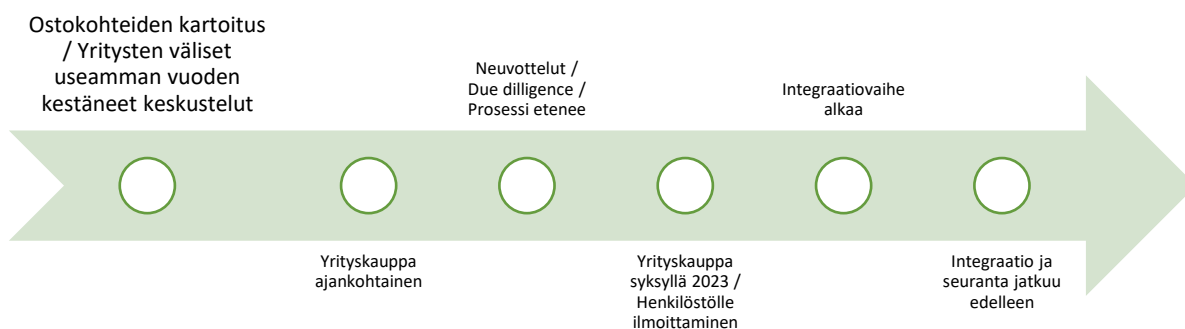 Ostokohteiden kartoitus
/ Yritysten väliset
useamman vuoden
kestäneet keskustelut
Yrityskauppa
ajankohtainen
Neuvottelut /
Due dilligence /
Prosessi etenee
Yrityskauppa
syksyllä 2023 /
Henkilöstölle
ilmoittaminen
Integraatiovaihe
alkaa
Integraatio ja
seuranta jatkuu
edelleen